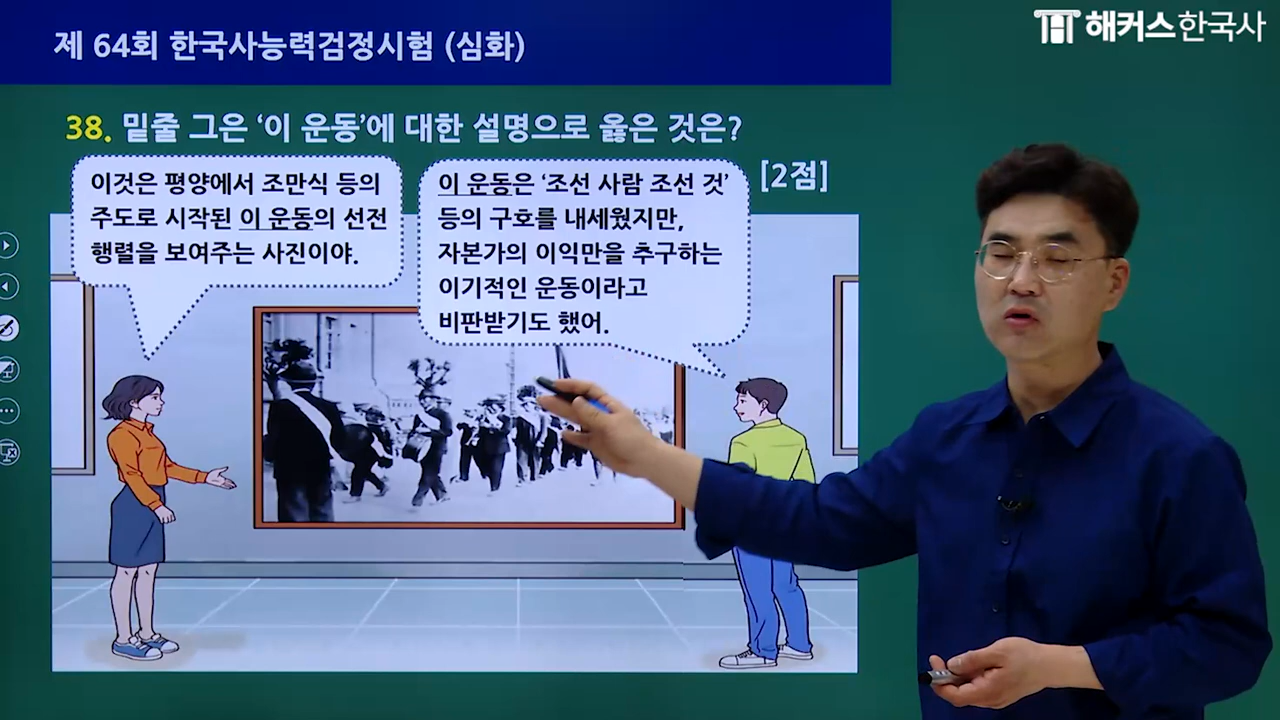 제 64회 한국사능력검정시험 (심화)
해커스한국사
38. 밑줄 그은 ‘이 운동’에 대한 설명으로 옳은 것은?
[2점]
이것은 평양에서 조만식 등의
주도로 시작된 이 운동의 선전
행렬을 보여주는 사진이야.
이 운동은 ‘조선 사람 조선 것’
등의 구호를 내세웠지만,
자본가의 이익만을 추구하는
이기적인 운동이라고
비판받기도 했어.